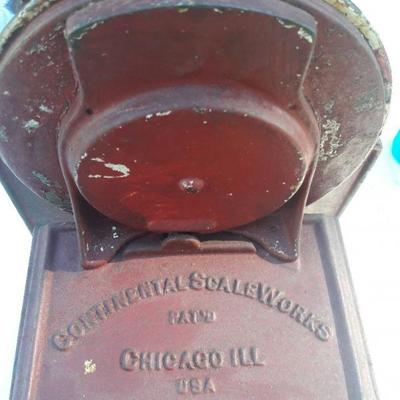 CONTINENTAL SCALE WORKS
PAT'D
CHICAGO ILL
USA